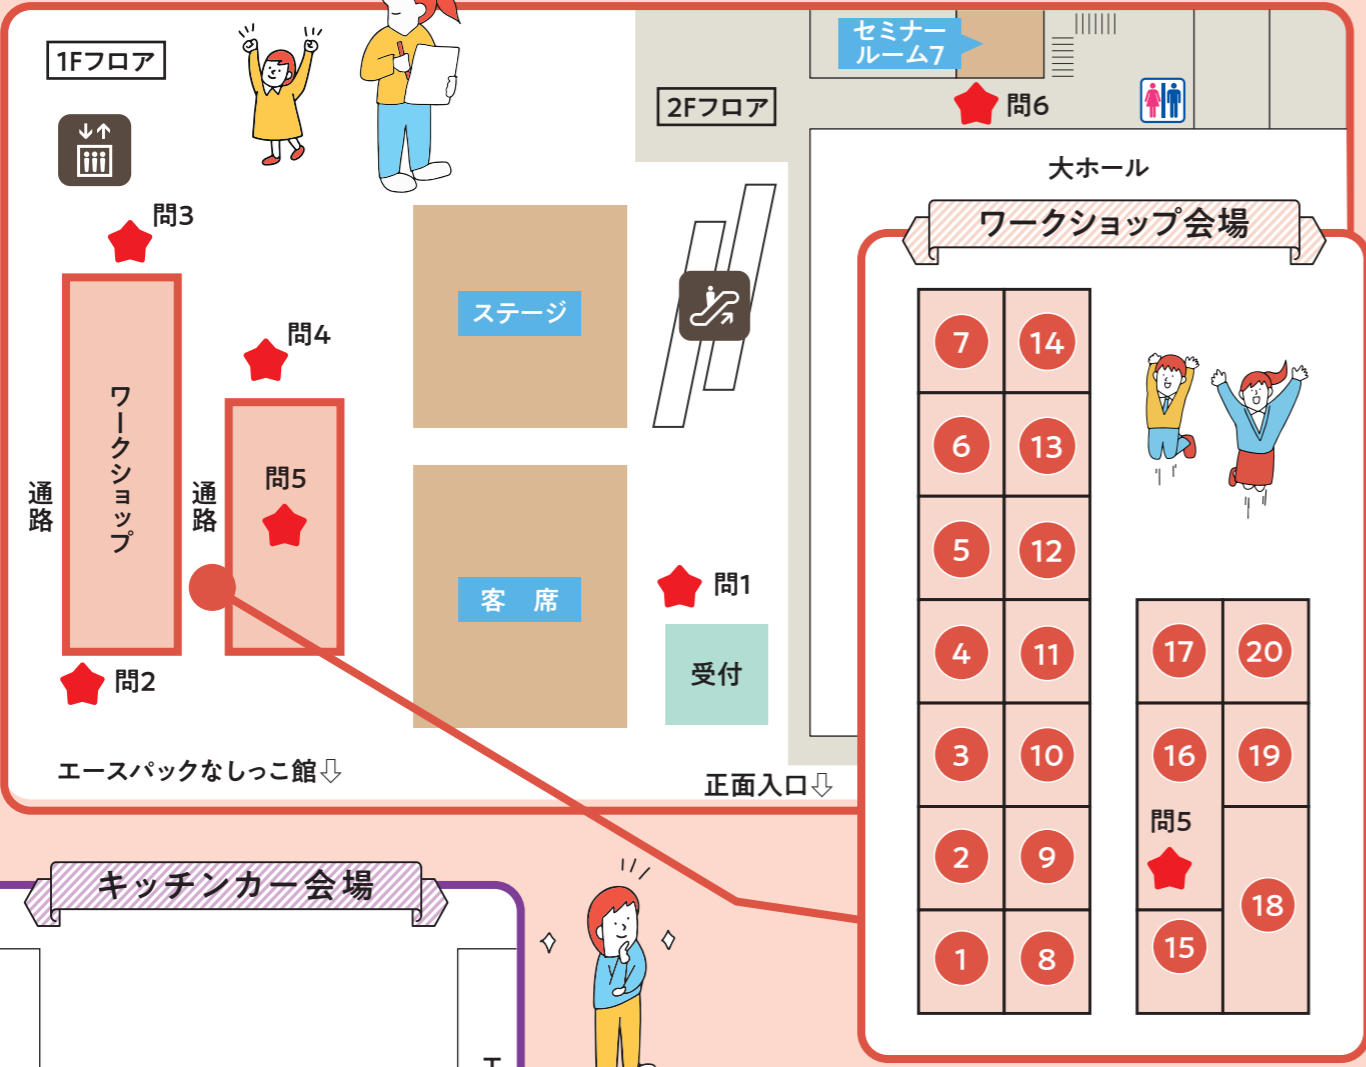 1Fフロア
2Fフロア
セミナー
ルーム7
問6
大ホール
問3
問4
ステージ
ワークショップ
通路
通路
問5
客　席
問1
受付
問2
エースパックなしっこ館⇩
正面入口⇩
ワークショップ会場
7
14
6
13
5
12
4
11
3
10
2
9
1
8
17
20
16
19
問5
18
15
キッチンカー会場